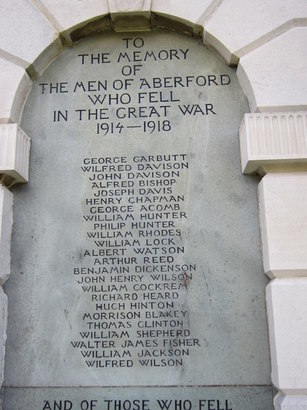 TO
THE MEMORY
OF
THE MEN OF ABERFORD
WHO FELL
IN THE GREAT WAR
1914—1918
GEORGE GARBUTT
WILFRED DAVISON
JOHN DAVISON
ALFRED BISHOP
JOSEPH DAVIS
HENRY CHAPMAN
GEORGE ACOMB
WILLIAM HUNTER
PHILIP HUNTER
WILLIAM RHODES
WILLIAM LOCK
ALBERT WATSON
ARTHUR REED
BENJAMIN DICKENSON
JOHN HENRY WILSON
WILLIAM COCKREM
RICHARD HEARD
HUGH HINTON
MORRISON BLAKEY
THOMAS CLINTON
WILLIAM SHEPHERD
WALTER JAMES FISHER
WILLIAM JACKSON
WILFRED WILSON
AND OF THOSE WHO FELL